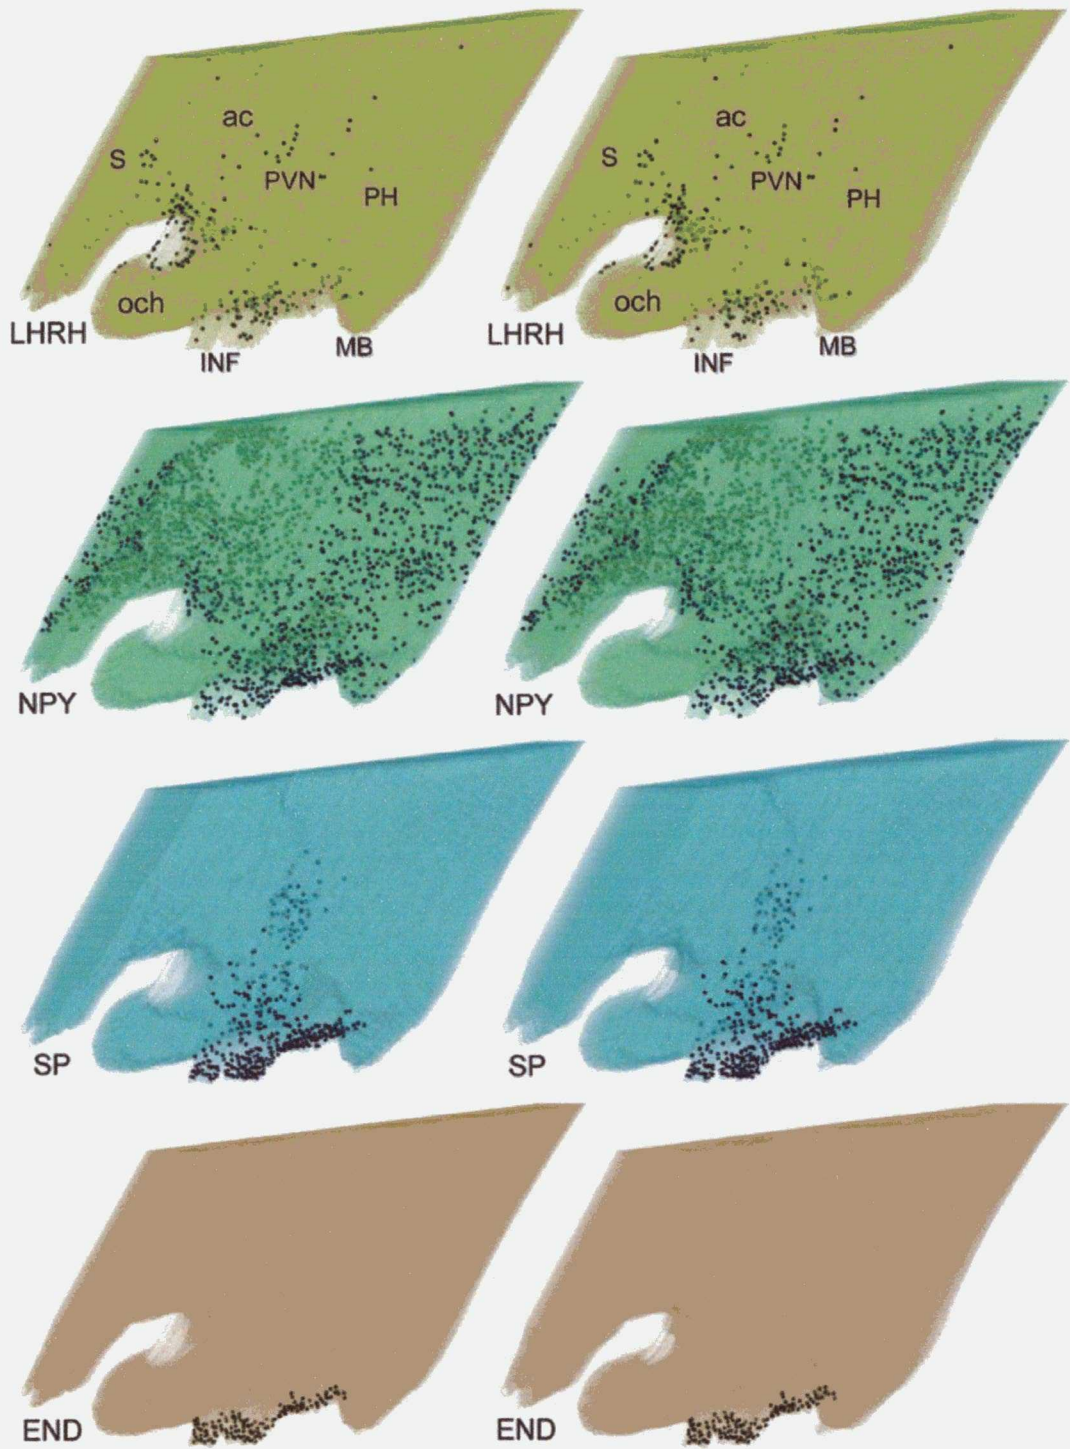 ac ac
S S
PVN PVN
PH PH
och och
LHRH LHRH
INF MB INF MB
NPY NPY
SP SP
END END